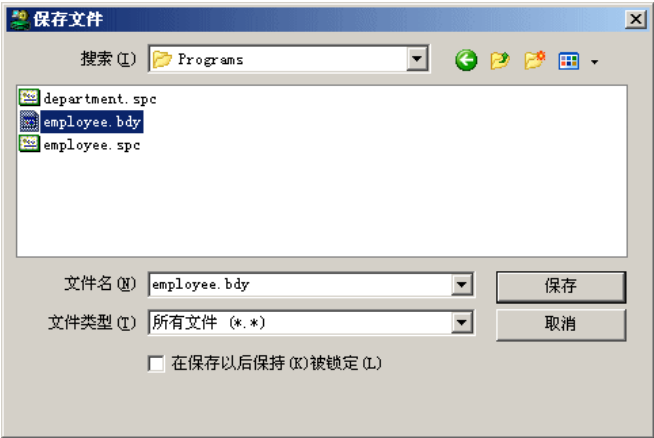 保存文件
搜索(I) Programs
department.spc
employee.bdy
employee.spc
文件名(N) employee.bdy 保存
文件类型(T) 所有文件 (*.*) 取消
在保存以后保持(K)被锁定(L)